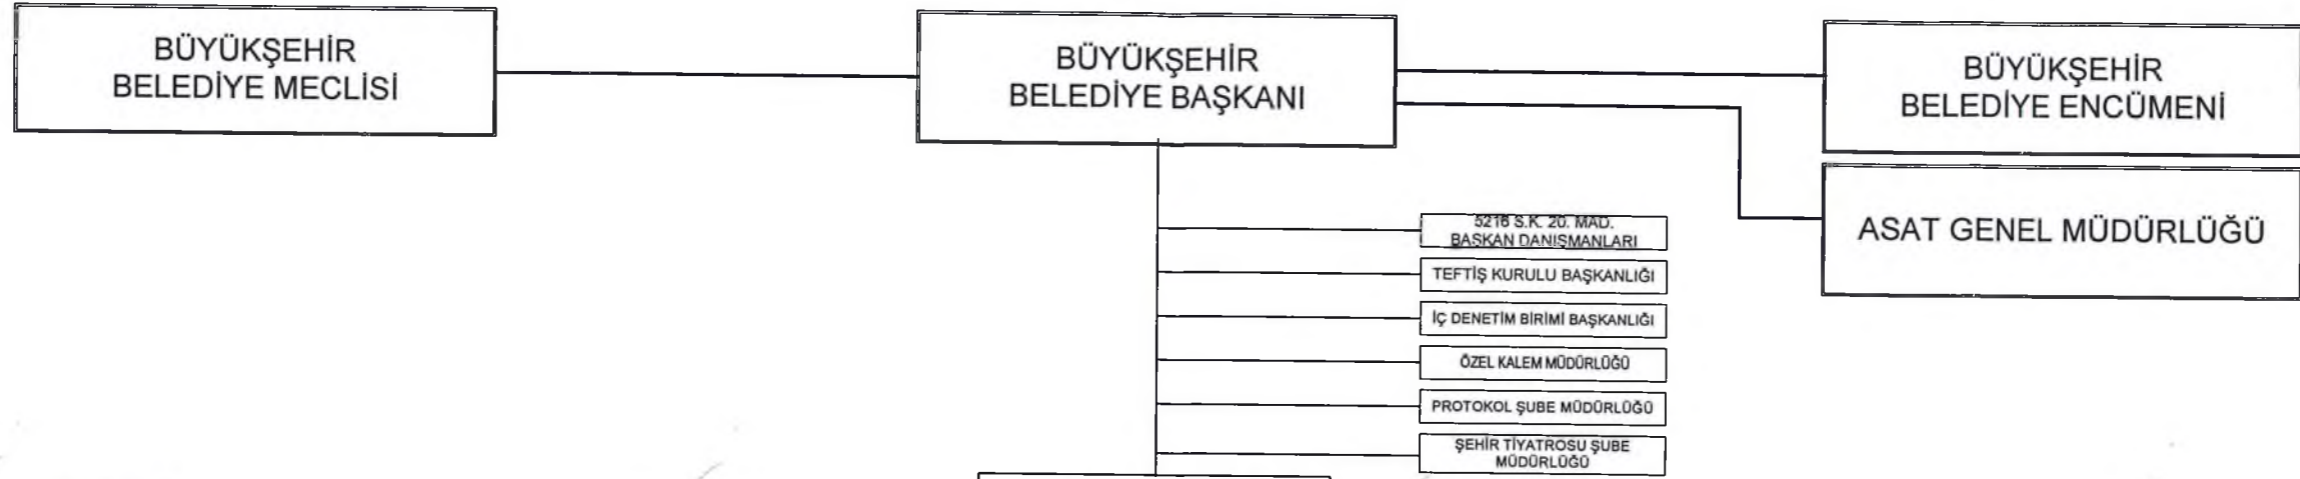 BÜYÜKŞEHİR
BELEDİYE MECLİSİ
BÜYÜKŞEHİR
BELEDİYE BAŞKANI
BÜYÜKŞEHİR
BELEDİYE ENCÜMENİ
ASAT GENEL MÜDÜRLÜĞÜ
5216 S.K. 20. MAD.
BAŞKAN DANIŞMANLARI
TEFTİŞ KURULU BAŞKANLIĞI
İÇ DENETİM BİRİMİ BAŞKANLIĞI
ÖZEL KALEM MÜDÜRLÜĞÜ
PROTOKOL ŞUBE MÜDÜRLÜĞÜ
ŞEHİR TİYATROSU ŞUBE
MÜDÜRLÜĞÜ